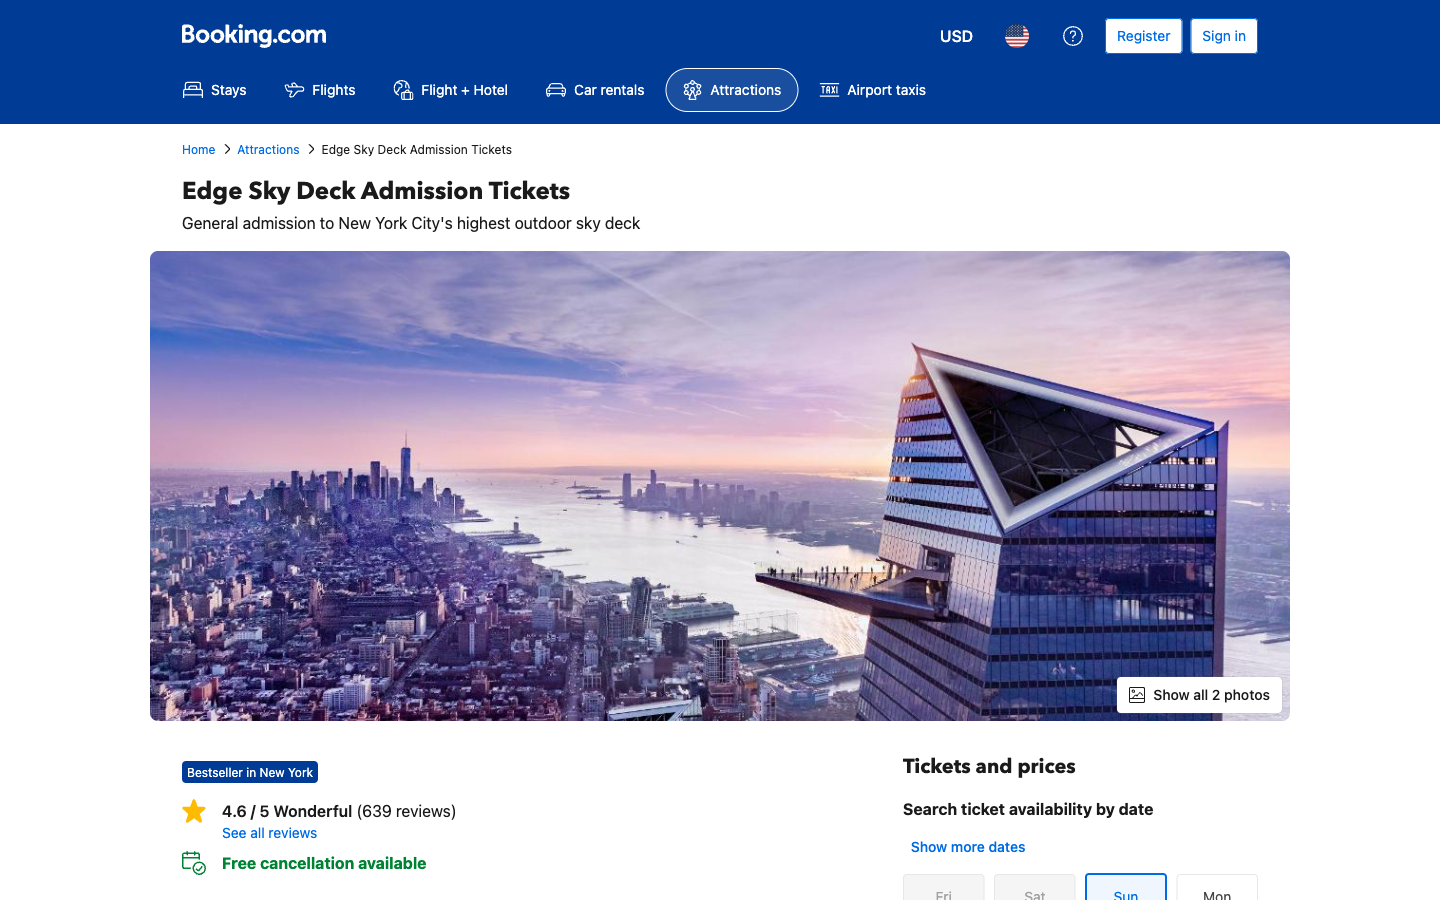 Booking.com
USD
Register
Sign in
Stays
Flights
Flight + Hotel
Car rentals
Attractions
TAXI
Airport taxis
Home
Attractions
Edge Sky Deck Admission Tickets
Edge Sky Deck Admission Tickets
General admission to New York City's highest outdoor sky deck
Show all 2 photos
Bestseller in New York
4.6 / 5 Wonderful (639 reviews)
See all reviews
Free cancellation available
Tickets and prices
Search ticket availability by date
Show more dates
Fri
Sat
Sun
Mon